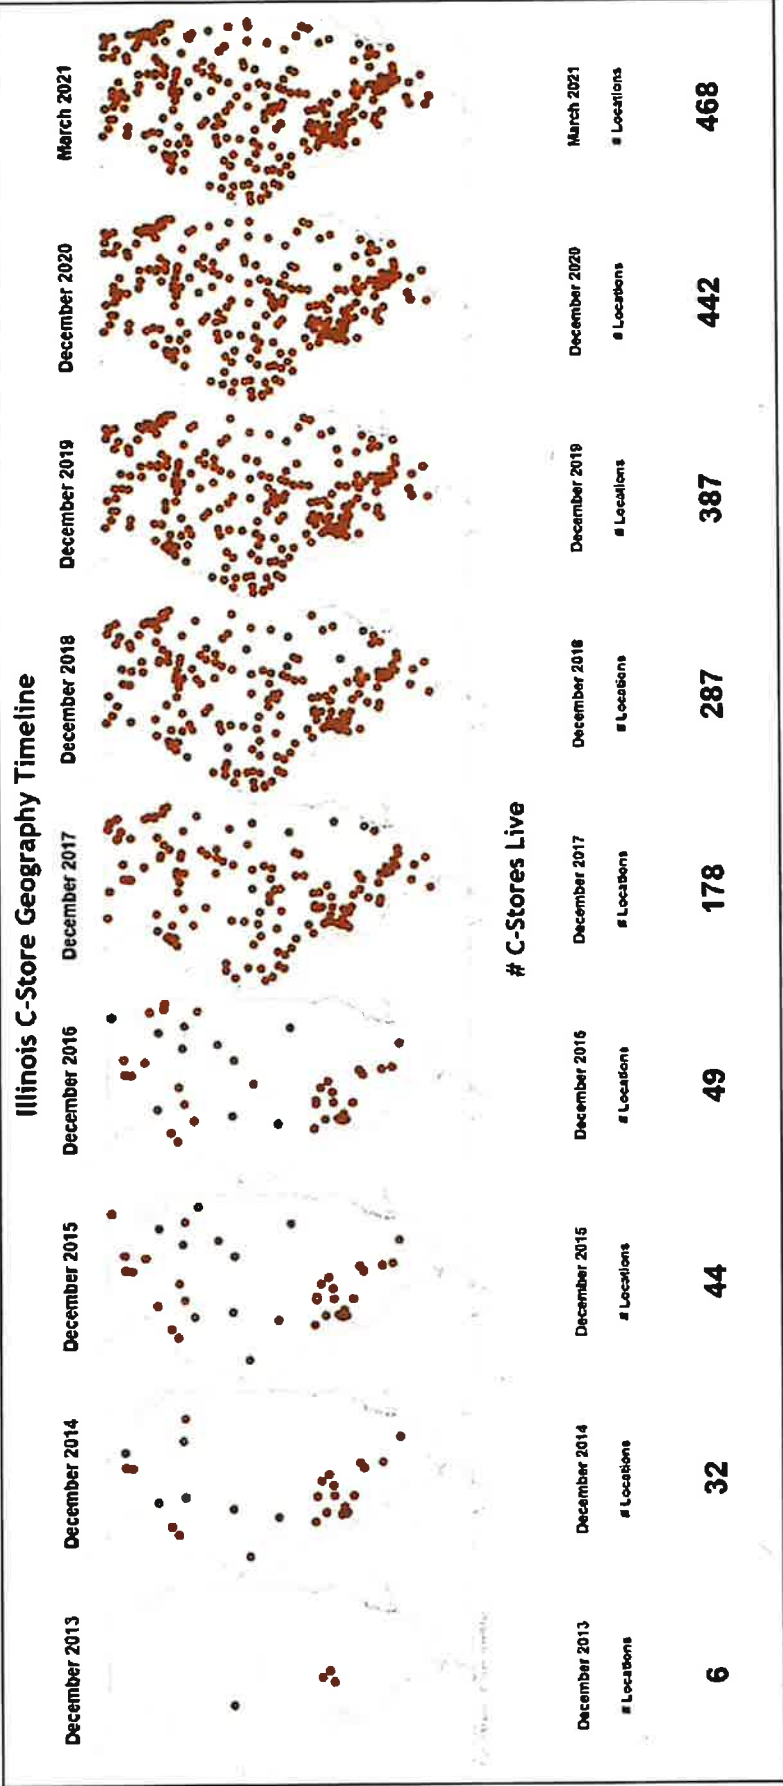 Illinois C-Store Geography Timeline
December 2013 December 2014 December 2015 December 2016 December 2017 December 2018 December 2019 December 2020 March 2021
# C-Stores Live
December 2013 December 2014 December 2015 December 2016 December 2017 December 2018 December 2019 December 2020 March 2021
# Locations # Locations # Locations # Locations # Locations # Locations # Locations # Locations # Locations
6 32 44 49 178 287 387 442 468